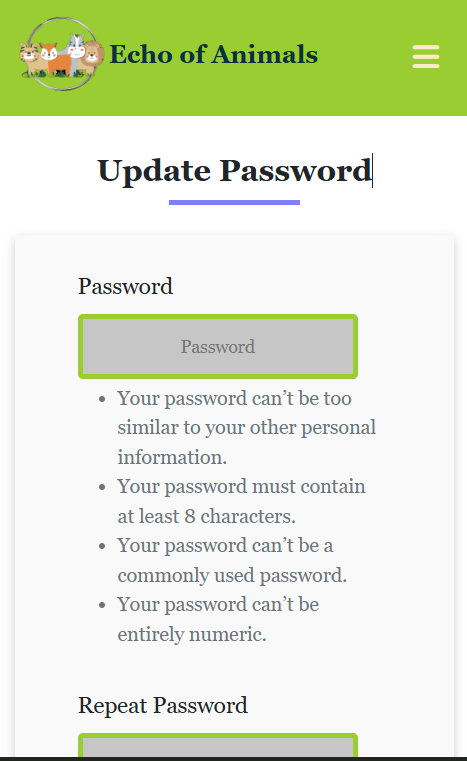 Echo of Animals
Update Password
Password
Password
• Your password can’t be too
similar to your other personal
information.
• Your password must contain
at least 8 characters.
• Your password can’t be a
commonly used password.
• Your password can’t be
entirely numeric.
Repeat Password